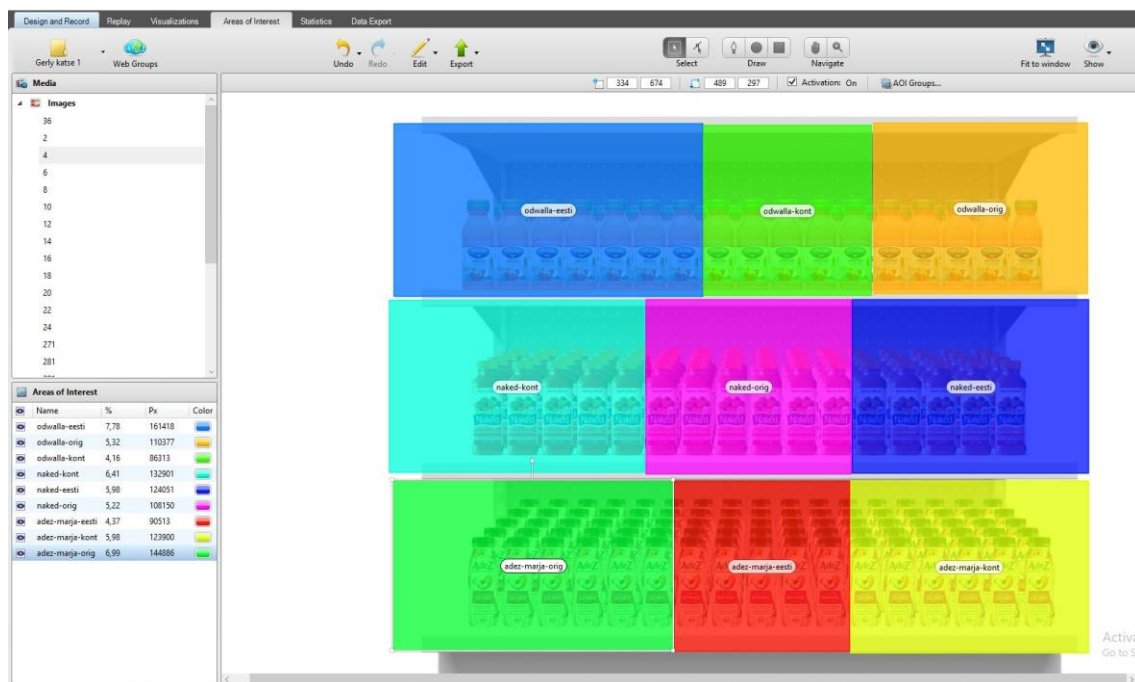 Design and Record Replay Visualizations Areas of Interest Statistics Data Export
Gerly katse 1 Web Groups Undo Redo Edit Export Select Draw Navigate Fit to window Show
Media
334 674 489 297 Activation: On AOI Groups...
Images
36
2
4
6
8
10
12
14
16
18
20
22
24
271
281
odwalla-eesti odwalla-kont odwalla-orig
naked-kont naked-orig naked-eesti
adez-marja-orig adez-marja-eesti adez-marja-kont
Areas of Interest
Name % Px Color
odwalla-eesti 7,78 161418
odwalla-orig 5,32 110377
odwalla-kont 4,16 86313
naked-kont 6,41 132901
naked-eesti 5,98 124051
naked-orig 5,22 108150
adez-marja-eesti 4,37 90513
adez-marja-kont 5,98 123900
adez-marja-orig 6,99 144886
Activa
Go to S